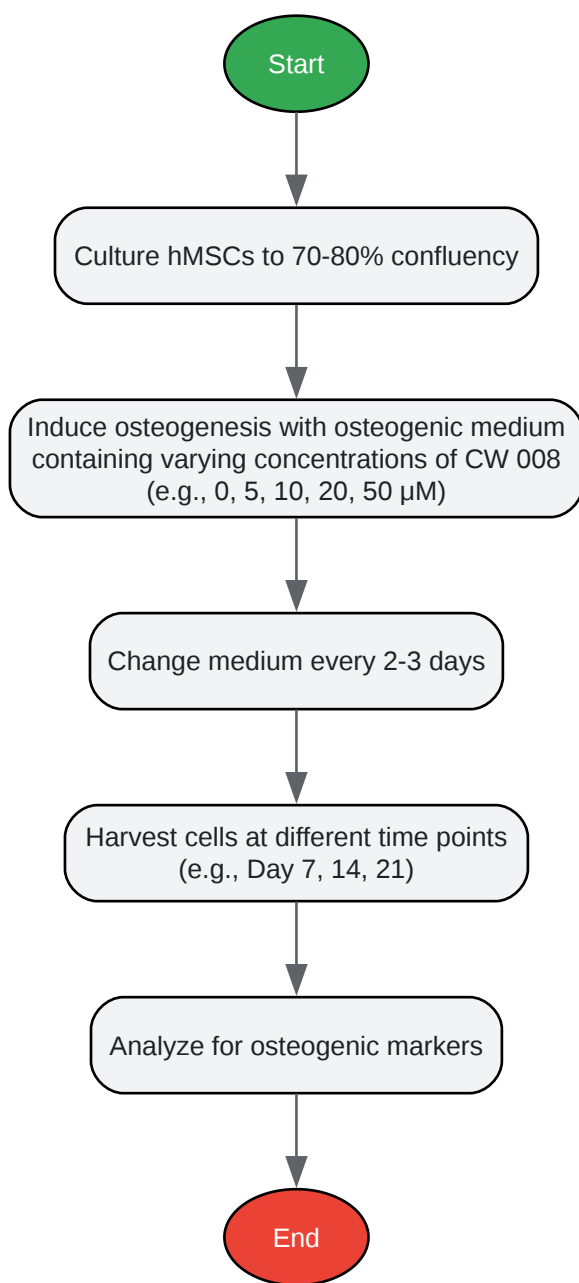 Start
Culture hMSCs to 70-80% confluency
Induce osteogenesis with osteogenic medium
containing varying concentrations of CW 008
(e.g., 0, 5, 10, 20, 50 μM)
Change medium every 2-3 days
Harvest cells at different time points
(e.g., Day 7, 14, 21)
Analyze for osteogenic markers
End